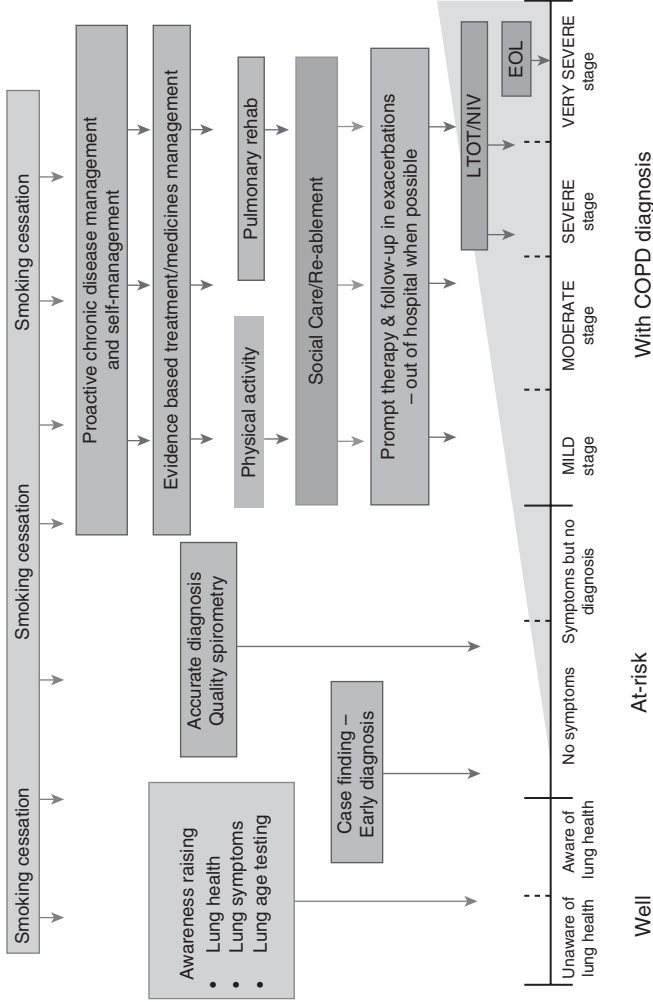 Smoking cessation
Smoking cessation
Smoking cessation
Proactive chronic disease management
and self-management
Evidence based treatment/medicines management
Physical activity
Pulmonary rehab
Social Care/Re-ablement
Prompt therapy & follow-up in exacerbations
– out of hospital when possible
Accurate diagnosis
Quality spirometry
Awareness raising
• Lung health
• Lung symptoms
• Lung age testing
Case finding –
Early diagnosis
LTOT/NIV
EOL
Unaware of
lung health
Aware of
lung health
No symptoms
Symptoms but no
diagnosis
MILD
stage
MODERATE
stage
SEVERE
stage
VERY SEVERE
stage
Well
At-risk
With COPD diagnosis